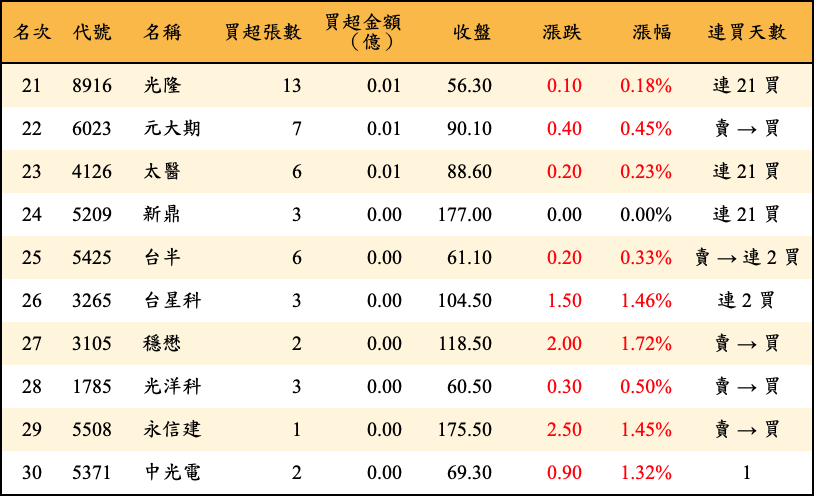 名次 代號 名稱 買超張數 買超金額（億） 收盤 漲跌 漲幅 連買天數
21 8916 光隆 13 0.01 56.30 0.10 0.18% 連 21 買
22 6023 元大期 7 0.01 90.10 0.40 0.45% 賣 → 買
23 4126 太醫 6 0.01 88.60 0.20 0.23% 連 21 買
24 5209 新鼎 3 0.00 177.00 0.00 0.00% 連 21 買
25 5425 台半 6 0.00 61.10 0.20 0.33% 賣 → 連 2 買
26 3265 台星科 3 0.00 104.50 1.50 1.46% 連 2 買
27 3105 穩懋 2 0.00 118.50 2.00 1.72% 賣 → 買
28 1785 光洋科 3 0.00 60.50 0.30 0.50% 賣 → 買
29 5508 永信建 1 0.00 175.50 2.50 1.45% 賣 → 買
30 5371 中光電 2 0.00 69.30 0.90 1.32% 1